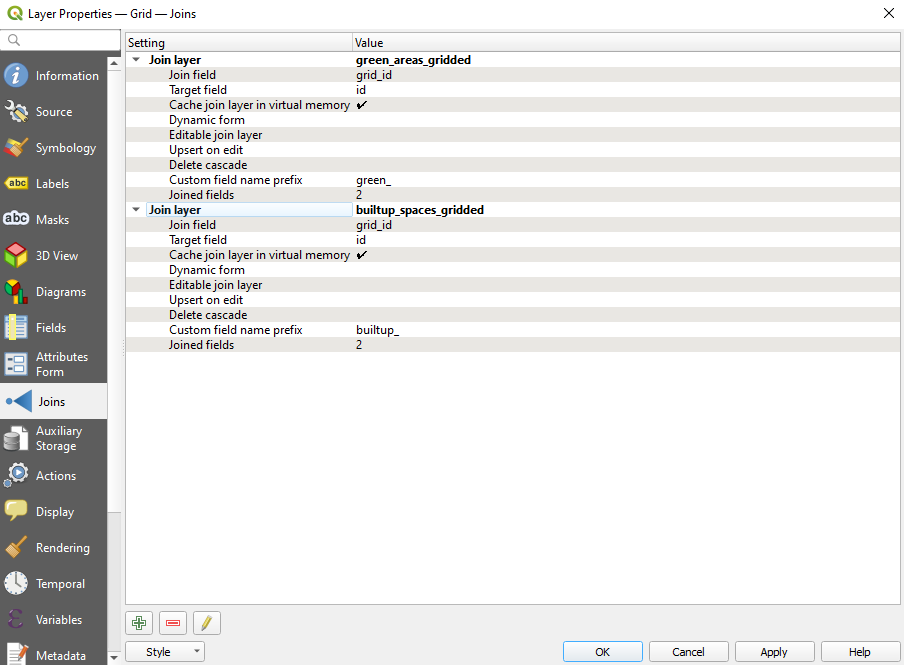 Layer Properties — Grid — Joins
Setting Value
Join layer green_areas_gridded
Join field grid_id
Target field id
Cache join layer in virtual memory ✔
Dynamic form
Editable join layer
Upsert on edit
Delete cascade
Custom field name prefix green_
Joined fields 2
Join layer builtup_spaces_gridded
Join field grid_id
Target field id
Cache join layer in virtual memory ✔
Dynamic form
Editable join layer
Upsert on edit
Delete cascade
Custom field name prefix builtup_
Joined fields 2
Information
Source
Symbology
abc Labels
abc Masks
3D View
Diagrams
Fields
Attributes
Form
Joins
Auxiliary
Storage
Actions
Display
Rendering
Temporal
Variables
Metadata
Style OK Cancel Apply Help